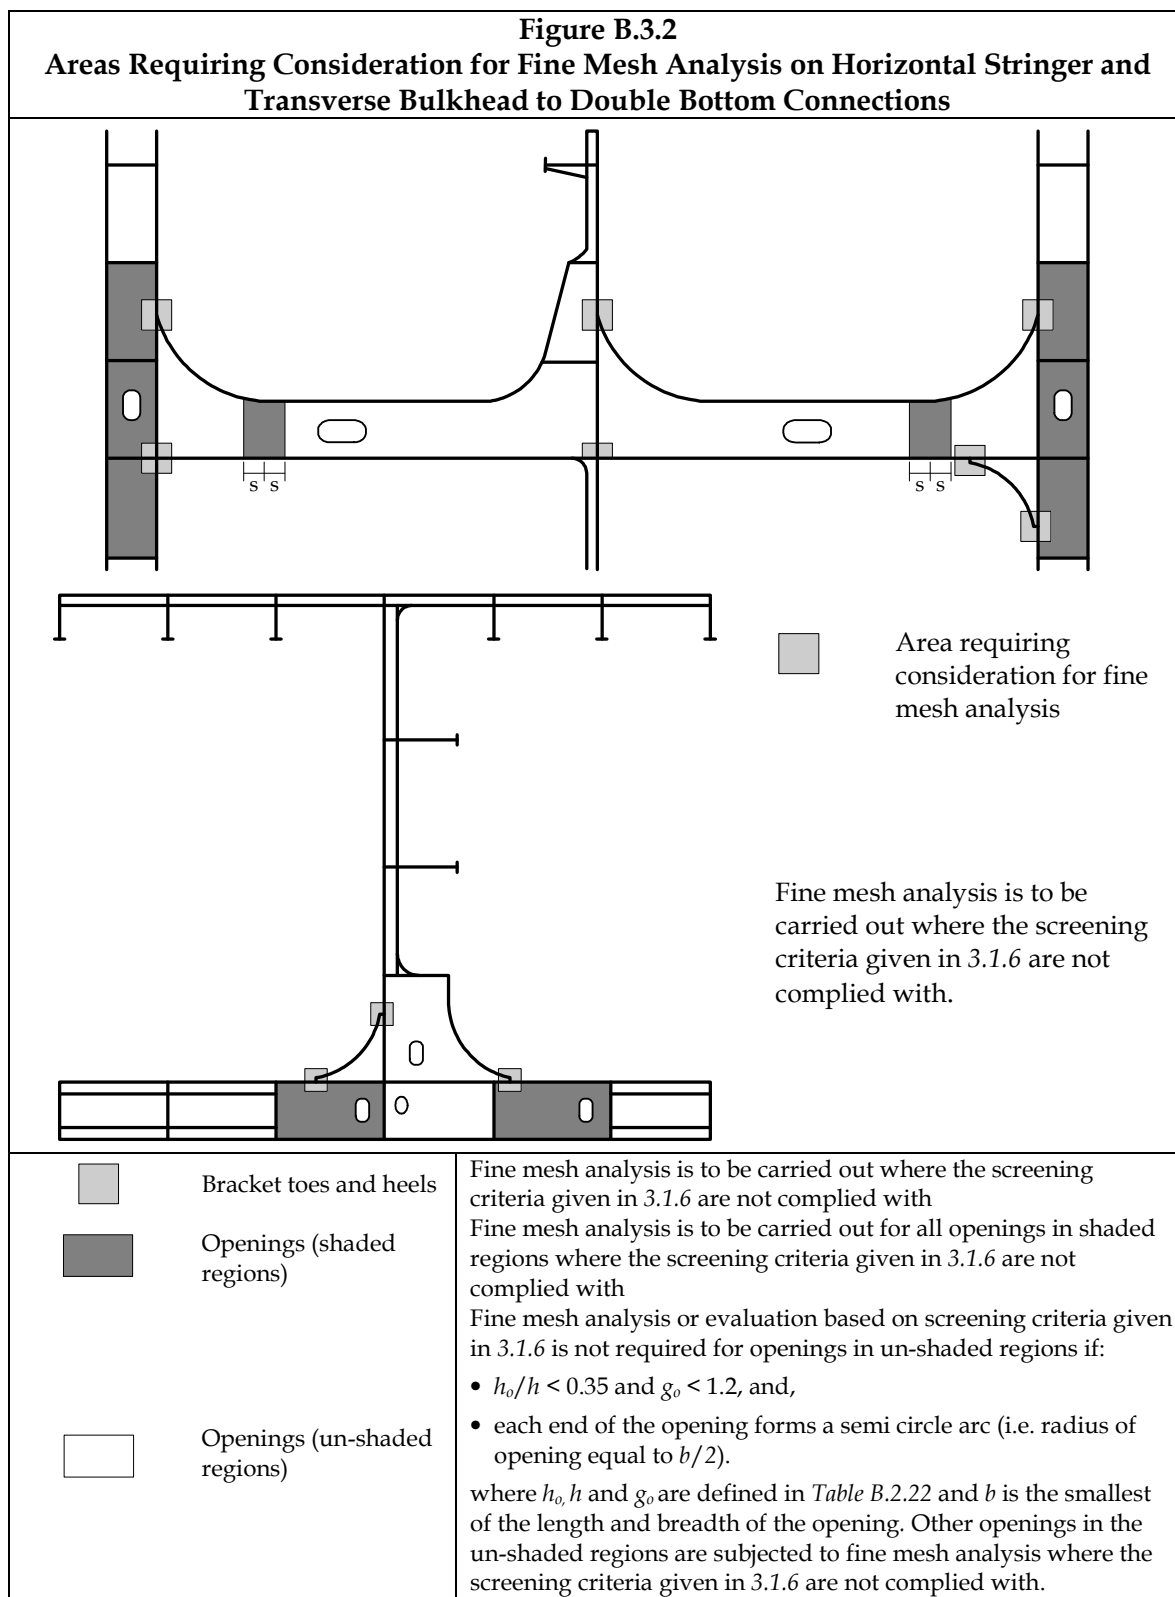 Figure B.3.2
Areas Requiring Consideration for Fine Mesh Analysis on Horizontal Stringer and
Transverse Bulkhead to Double Bottom Connections
s s
s s
Area requiring
consideration for fine
mesh analysis
Fine mesh analysis is to be
carried out where the screening
criteria given in 3.1.6 are not
complied with.
Bracket toes and heels
Fine mesh analysis is to be carried out where the screening
criteria given in 3.1.6 are not complied with
Openings (shaded
regions)
Fine mesh analysis is to be carried out for all openings in shaded
regions where the screening criteria given in 3.1.6 are not
complied with
Openings (un-shaded
regions)
Fine mesh analysis or evaluation based on screening criteria given
in 3.1.6 is not required for openings in un-shaded regions if:
• ho/h < 0.35 and go < 1.2, and,
• each end of the opening forms a semi circle arc (i.e. radius of
opening equal to b/2).
where ho, h and go are defined in Table B.2.22 and b is the smallest
of the length and breadth of the opening. Other openings in the
un-shaded regions are subjected to fine mesh analysis where the
screening criteria given in 3.1.6 are not complied with.